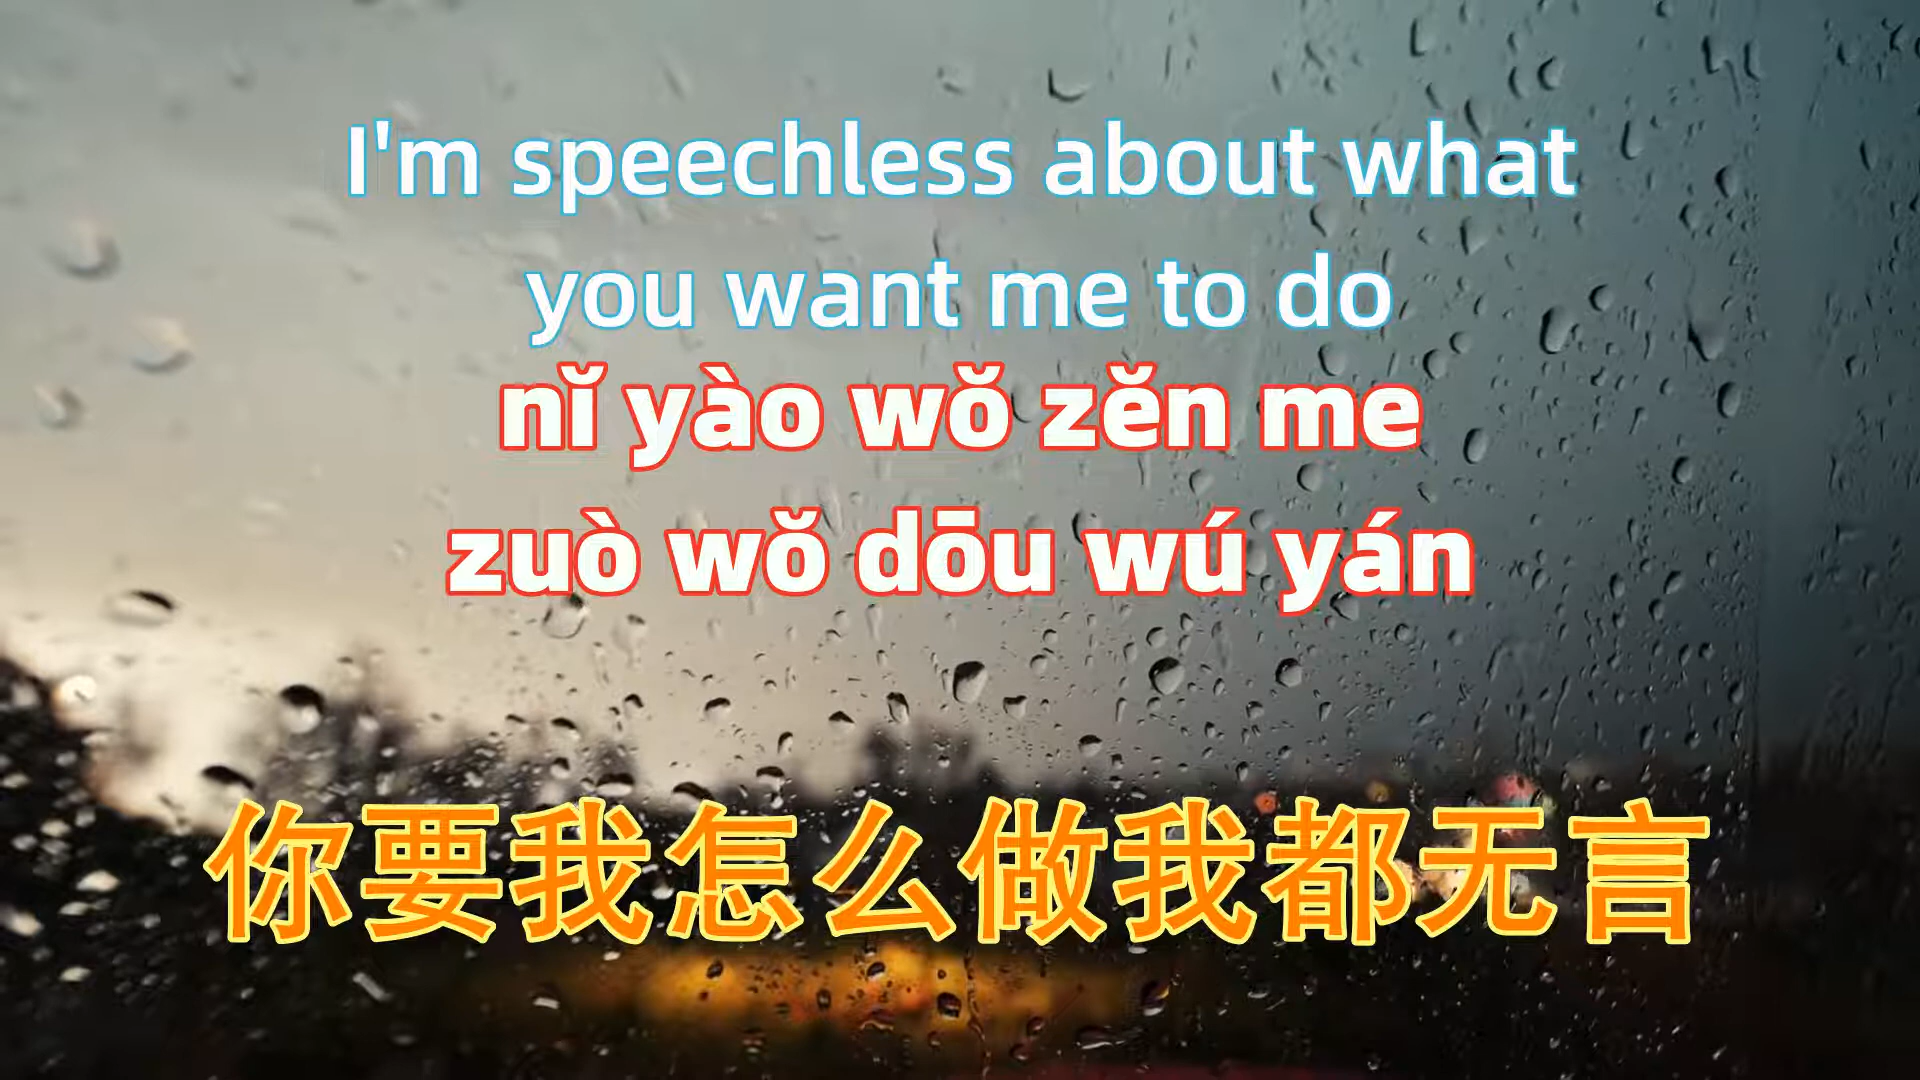 I'm speechless about what
you want me to do
nǐ yào wǒ zěn me
zuò wǒ dōu wú yán
你要我怎么做我都无言